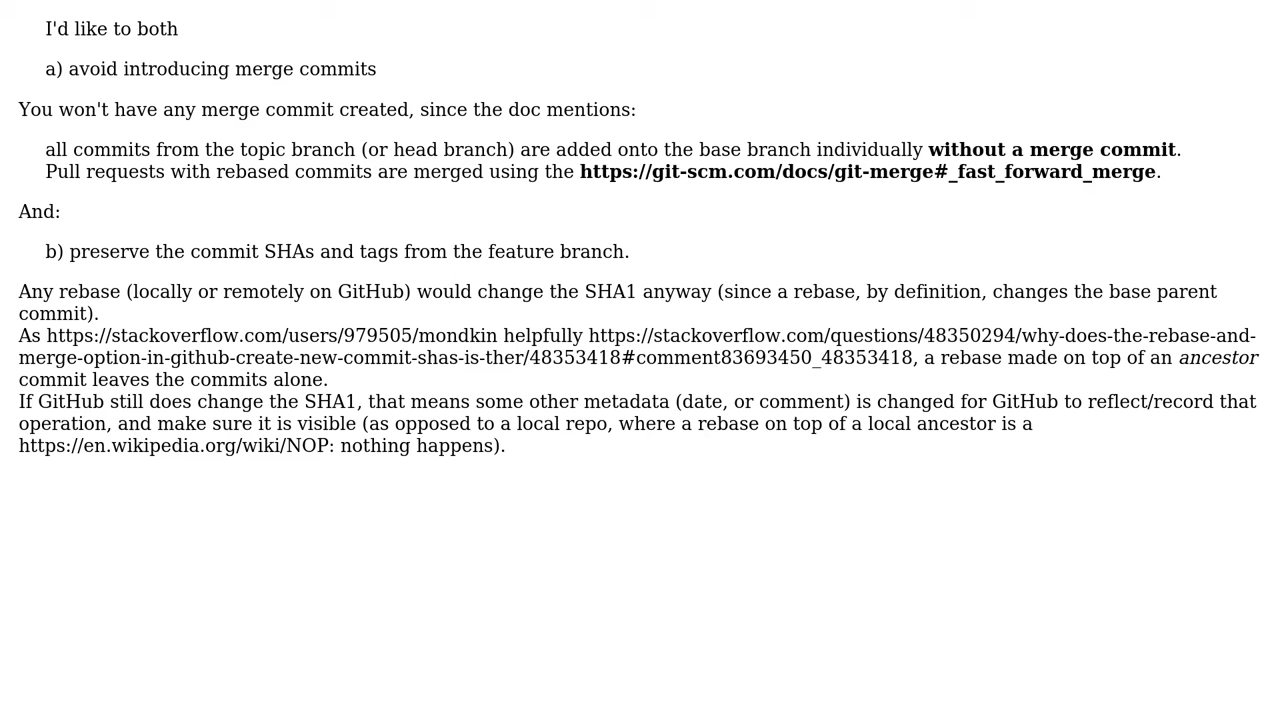 I'd like to both
a) avoid introducing merge commits
You won't have any merge commit created, since the doc mentions:
all commits from the topic branch (or head branch) are added onto the base branch individually without a merge commit.
Pull requests with rebased commits are merged using the https://git-scm.com/docs/git-merge#_fast_forward_merge.
And:
b) preserve the commit SHAs and tags from the feature branch.
Any rebase (locally or remotely on GitHub) would change the SHA1 anyway (since a rebase, by definition, changes the base parent
commit).
As https://stackoverflow.com/users/979505/mondkin helpfully https://stackoverflow.com/questions/48350294/why-does-the-rebase-and-
merge-option-in-github-create-new-commit-shas-is-ther/48353418#comment83693450_48353418, a rebase made on top of an ancestor
commit leaves the commits alone.
If GitHub still does change the SHA1, that means some other metadata (date, or comment) is changed for GitHub to reflect/record that
operation, and make sure it is visible (as opposed to a local repo, where a rebase on top of a local ancestor is a
https://en.wikipedia.org/wiki/NOP: nothing happens).